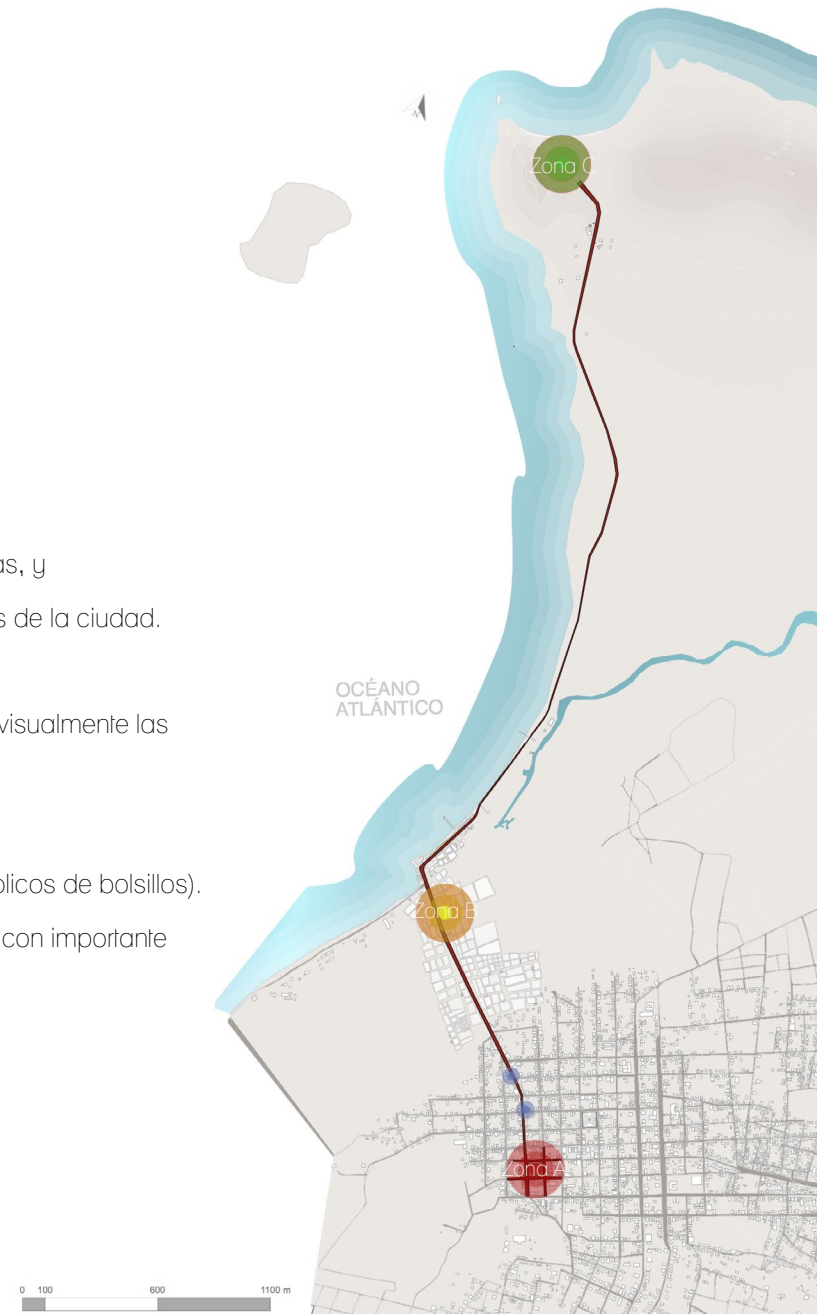 N
Zona C
as, y
s de la ciudad.
OCÉANO
ATLÁNTICO
visualmente las
olicos de bolsillos).
Zona B
con importante
Zona A
0 100 600 1100 m